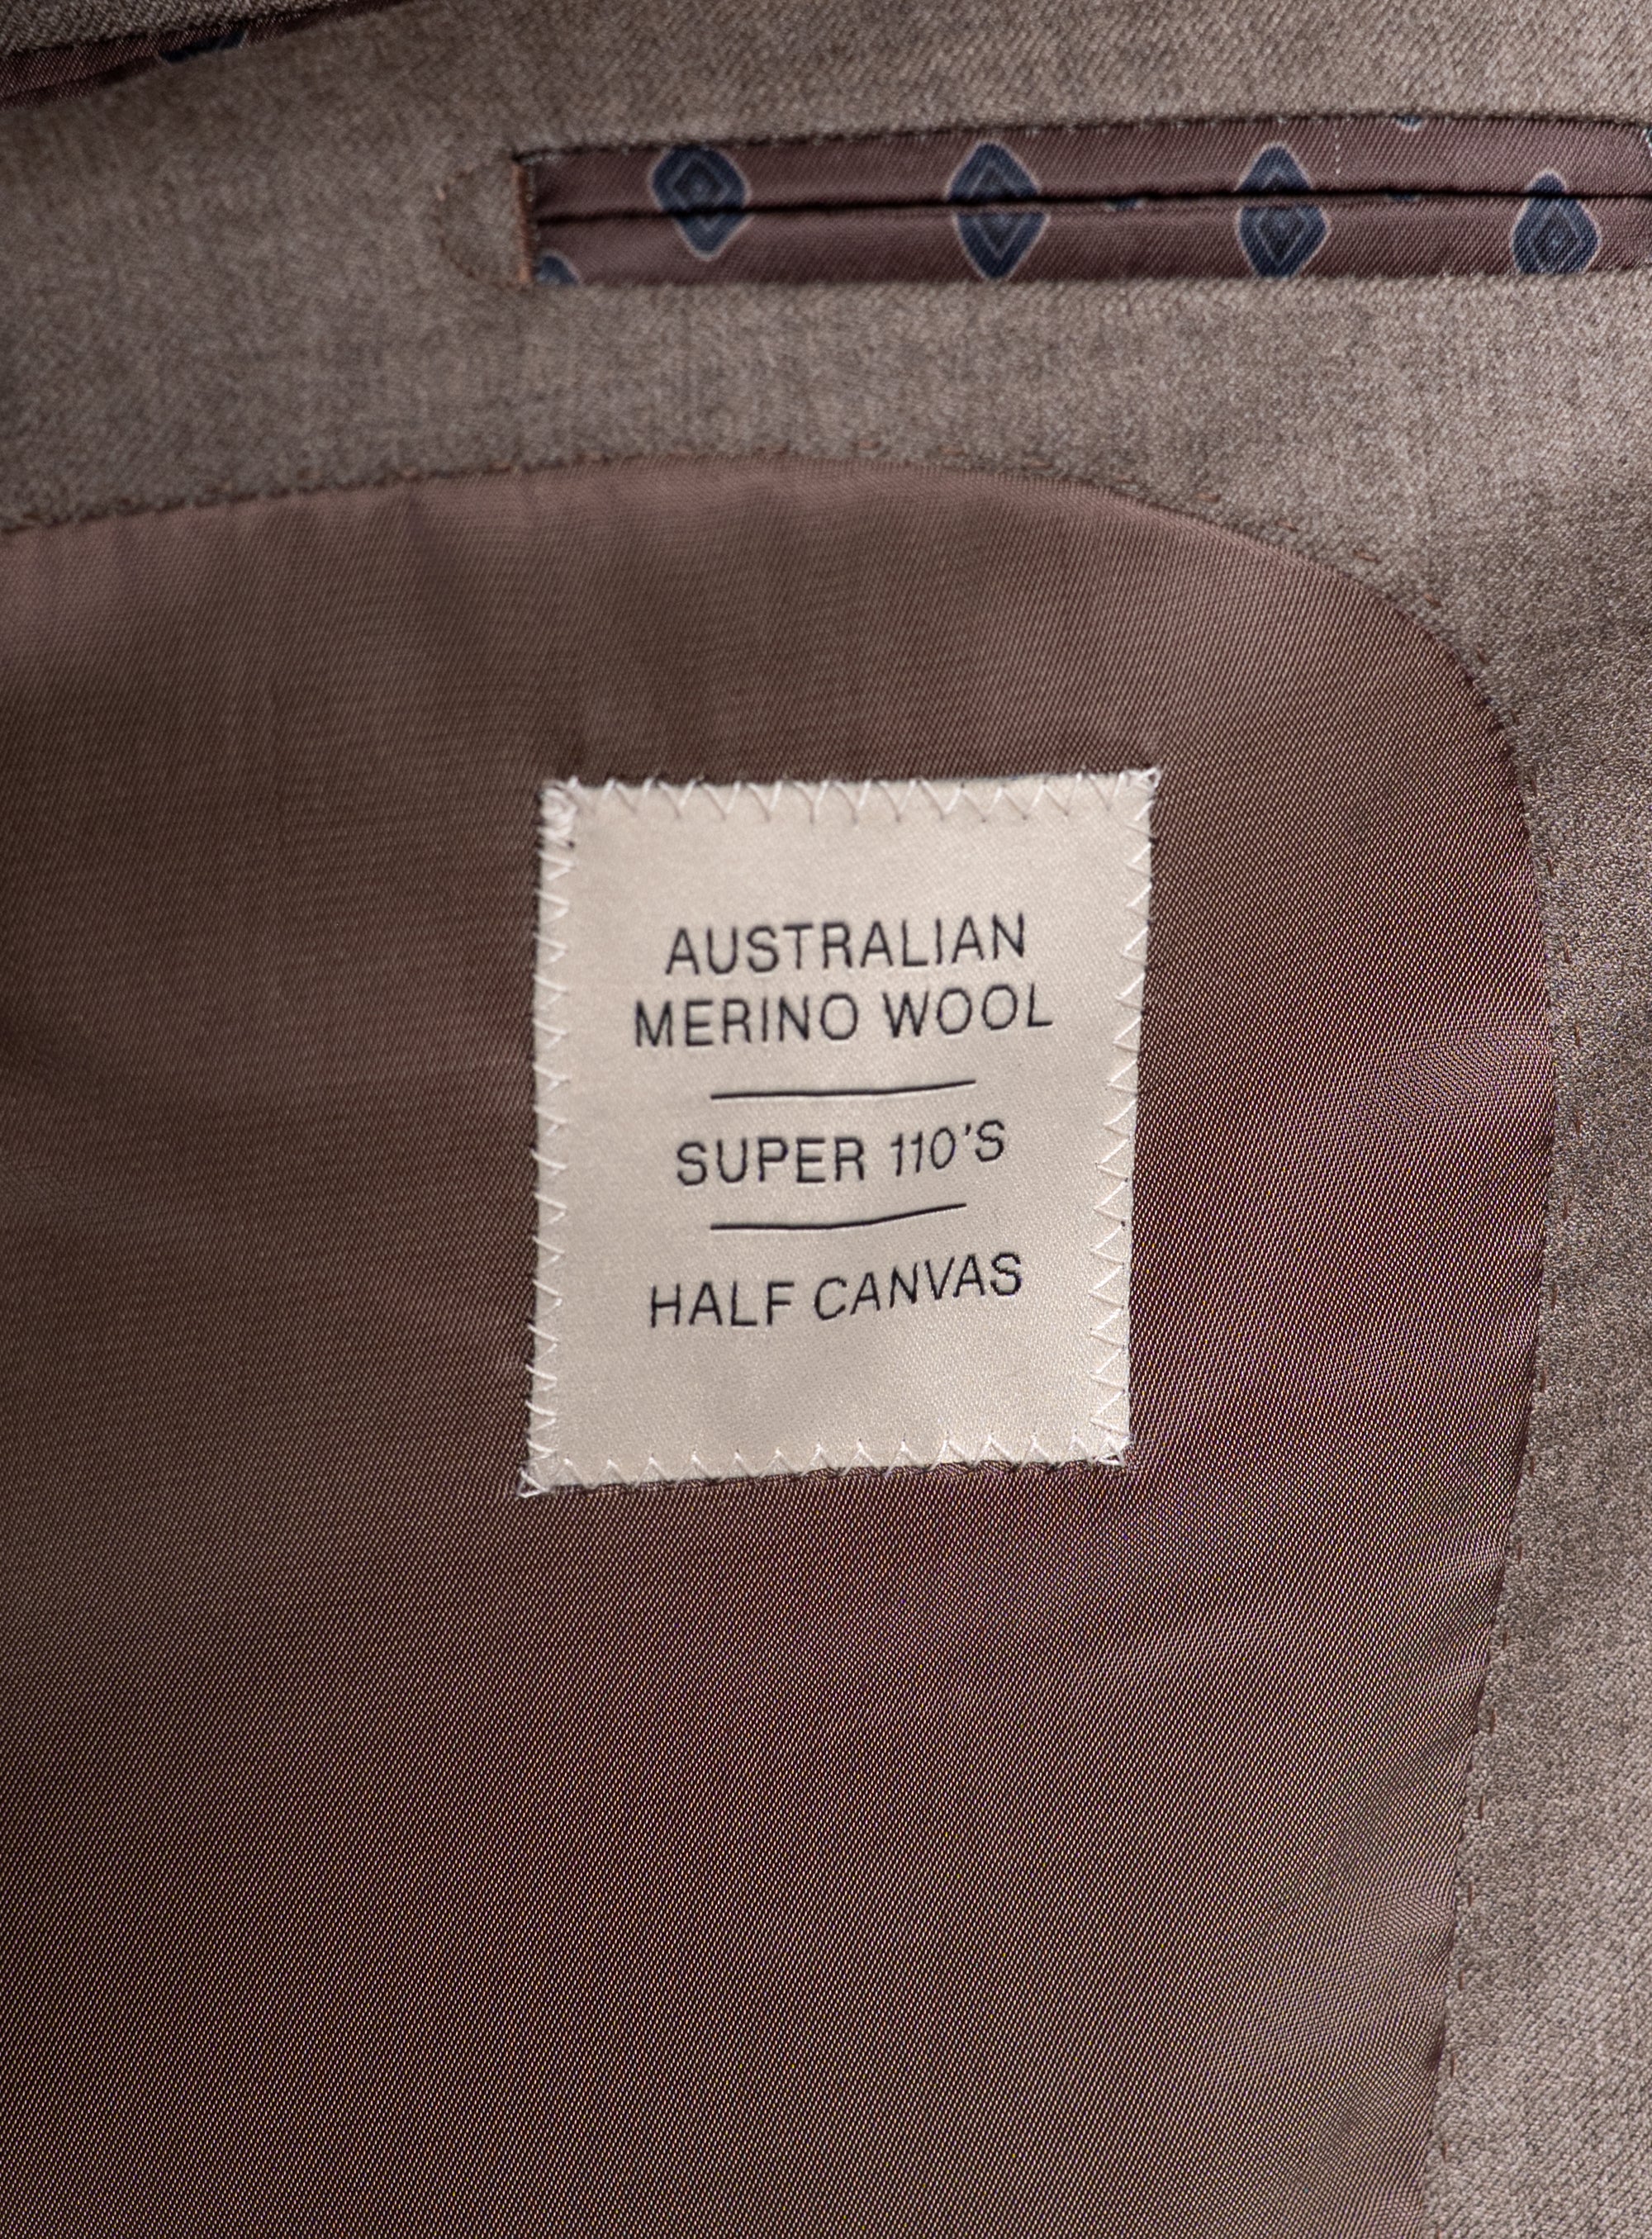 AUSTRALIAN
MERINO WOOL
SUPER 110'S
HALF CANVAS